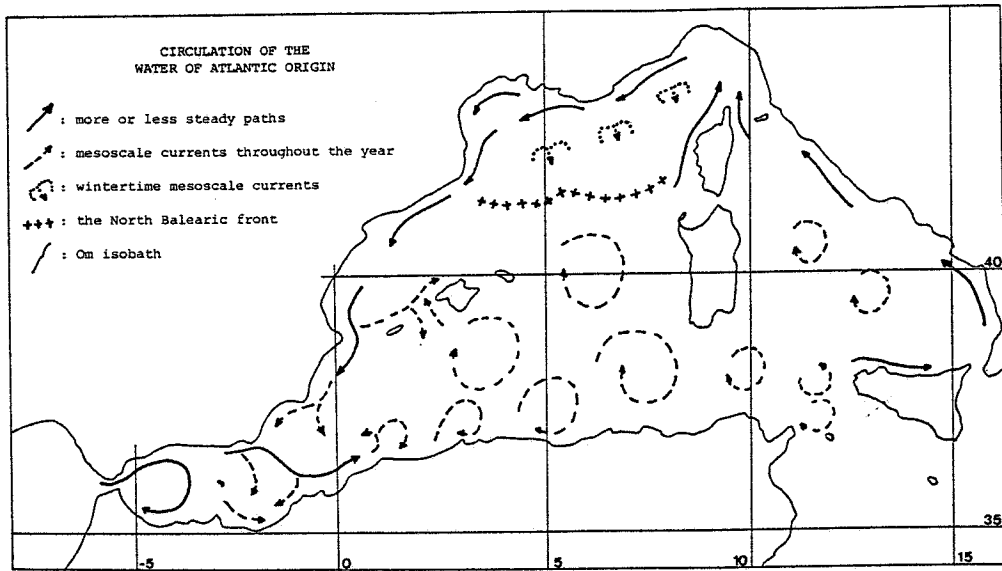 CIRCULATION OF THE
WATER OF ATLANTIC ORIGIN
: more or less steady paths
: mesoscale currents throughout the year
: wintertime mesoscale currents
+++ : the North Balearic front
: Om isobath
40
35
-5 0 5 10 15